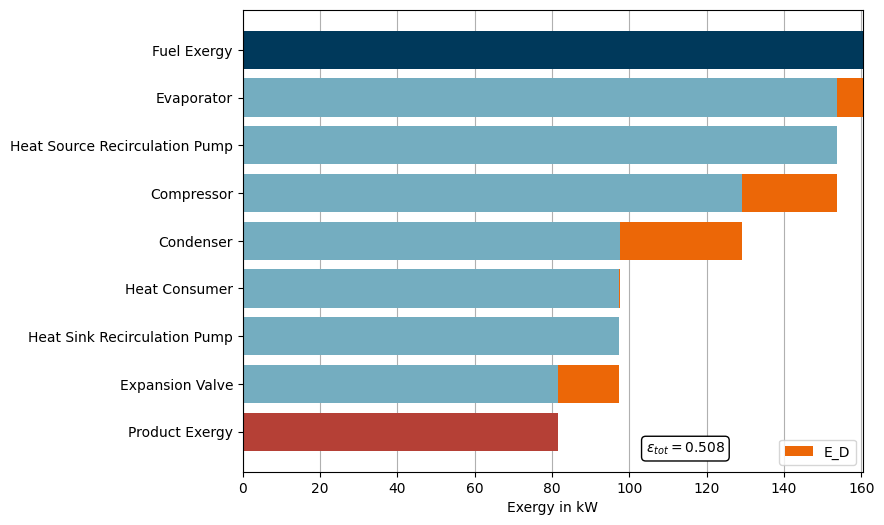 Fuel Exergy
Evaporator
Heat Source Recirculation Pump
Compressor
Condenser
Heat Consumer
Heat Sink Recirculation Pump
Expansion Valve
Product Exergy
ε_tot = 0.508
E_D
0 20 40 60 80 100 120 140 160
Exergy in kW